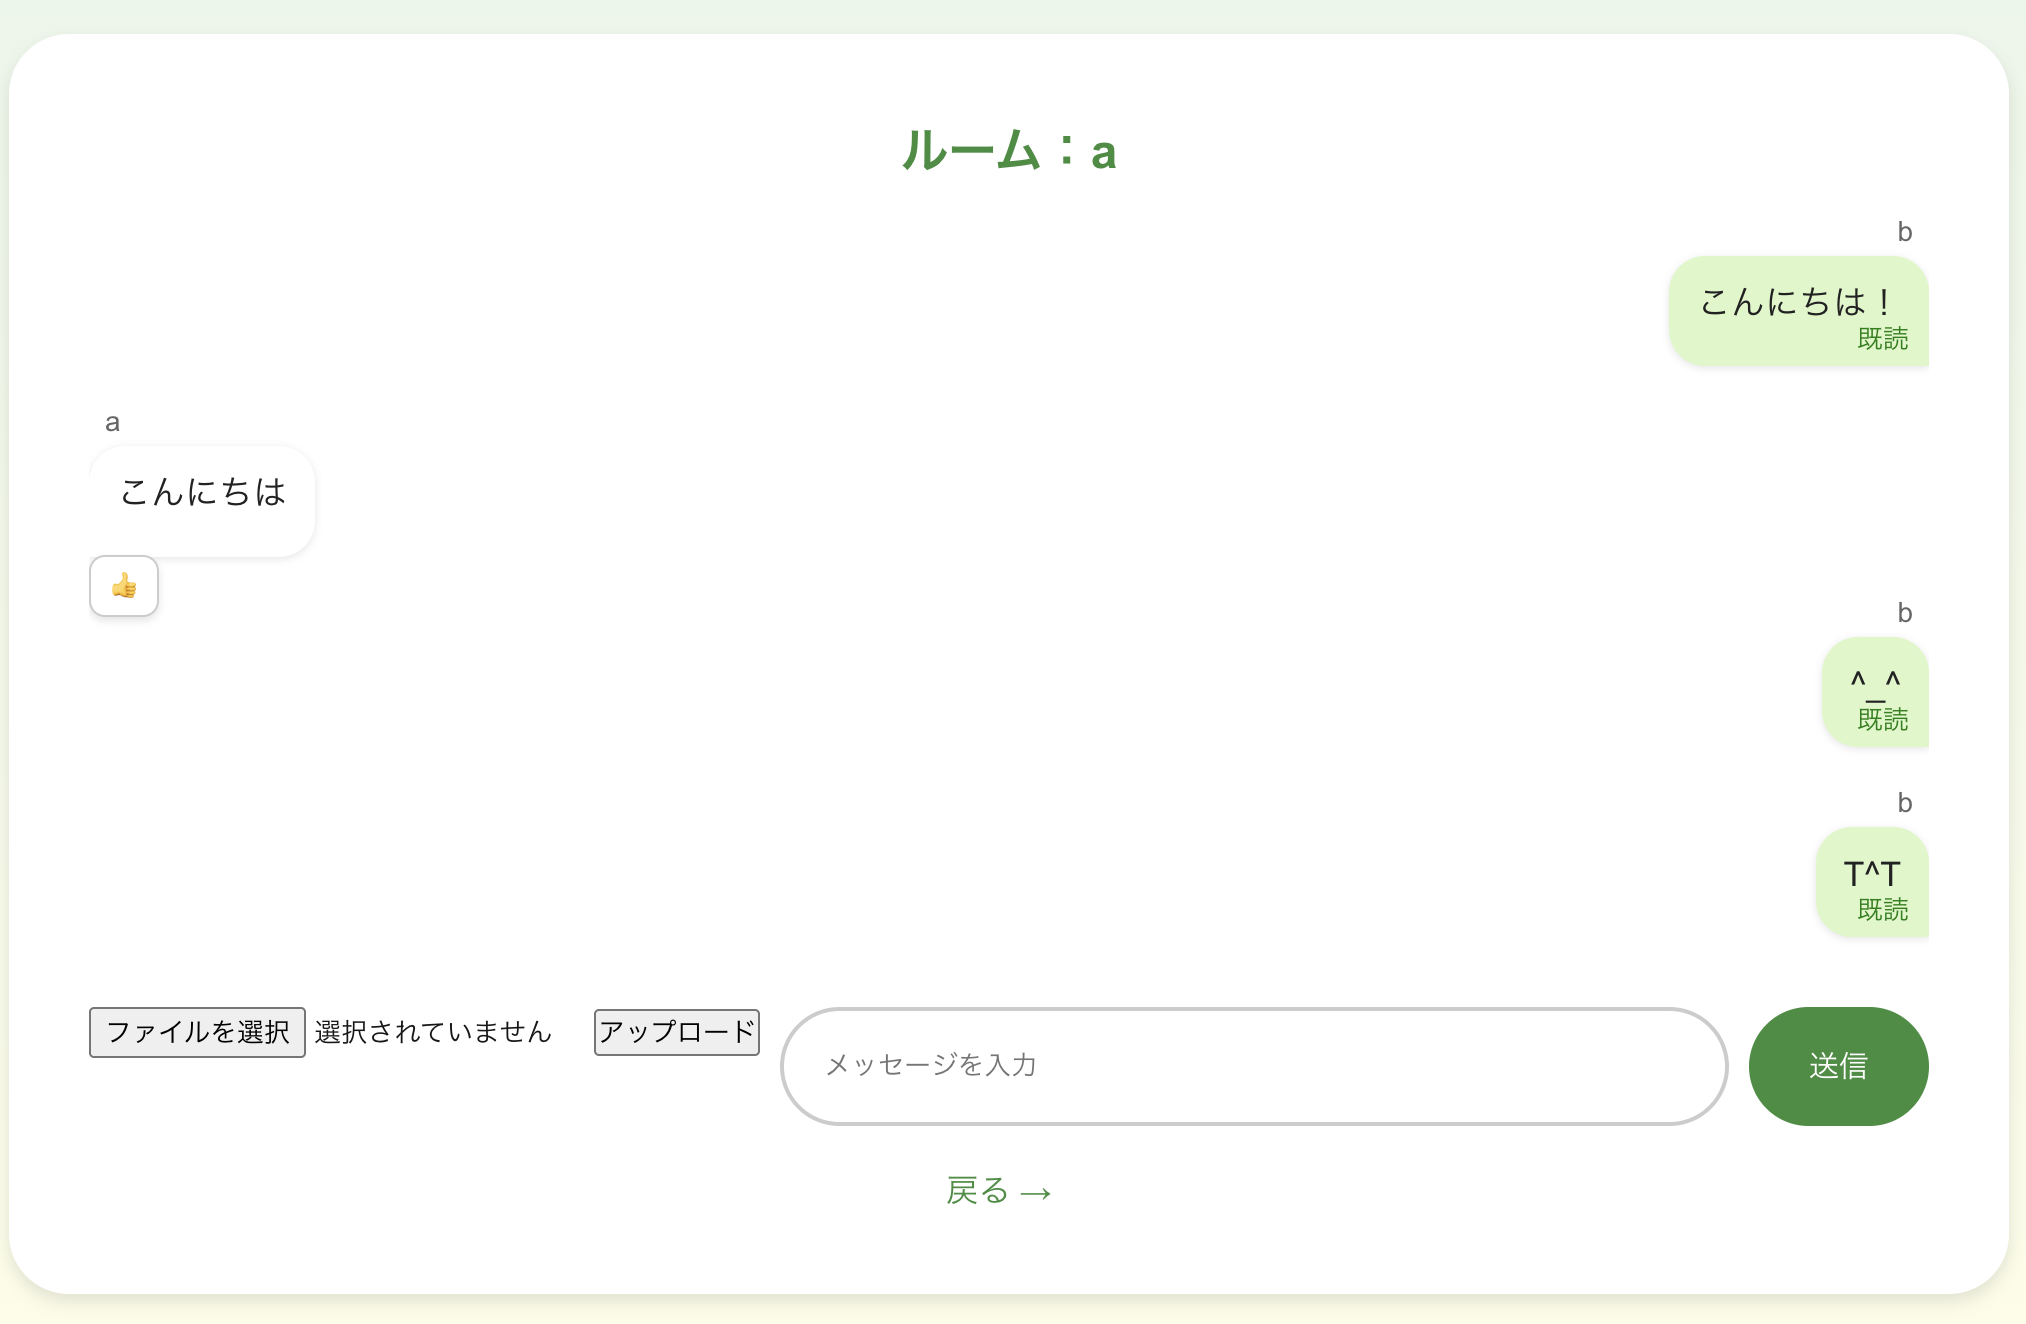 ルーム：a
b
こんにちは！
既読
a
こんにちは
👍
b
^_^
既読
b
T^T
既読
ファイルを選択 選択されていません アップロード メッセージを入力 送信
戻る →